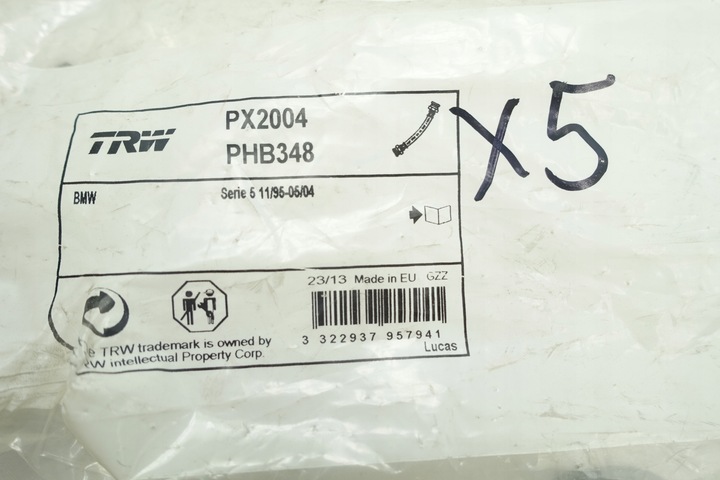 PX2004
TRW
PHB348
X5
BMW
Serie 5 11/95-05/04
23/13 Made in EU GZZ
3 322937 957941
Lucas
TRW trademark is owned by
intellectual Property Corp.